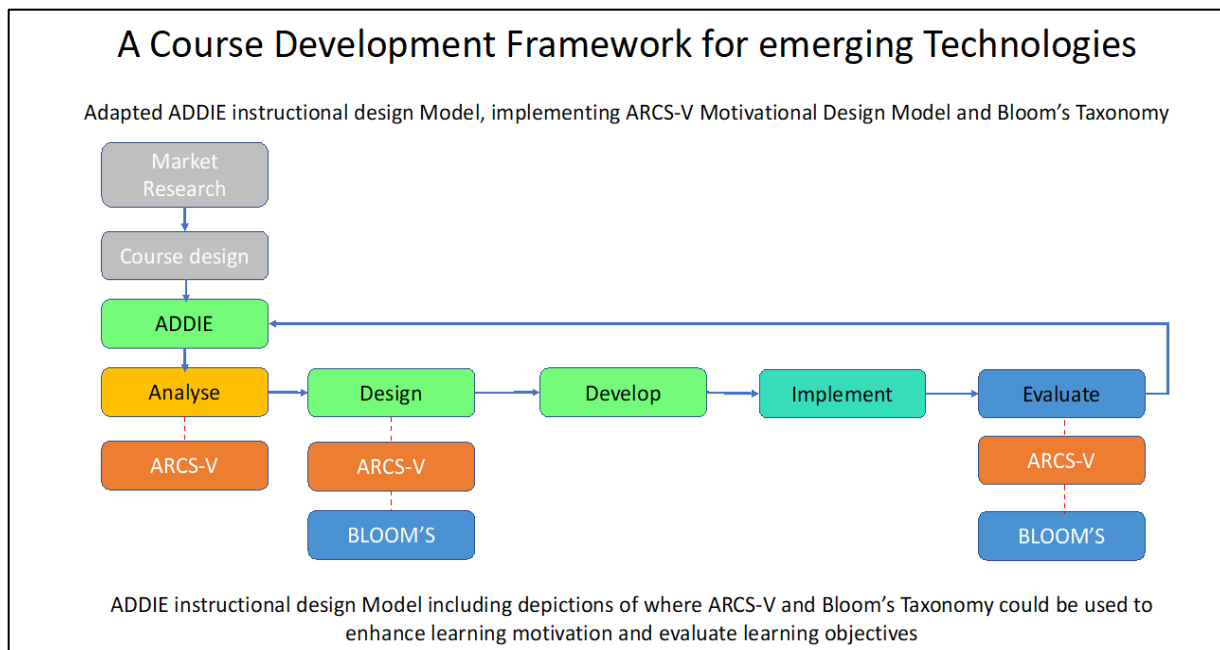 A Course Development Framework for emerging Technologies
Adapted ADDIE instructional design Model, implementing ARCS-V Motivational Design Model and Bloom's Taxonomy
Market
Research
Course design
ADDIE
Analyse
Design
Develop
Implement
Evaluate
ARCS-V
ARCS-V
ARCS-V
BLOOM'S
BLOOM'S
ADDIE instructional design Model including depictions of where ARCS-V and Bloom's Taxonomy could be used to
enhance learning motivation and evaluate learning objectives